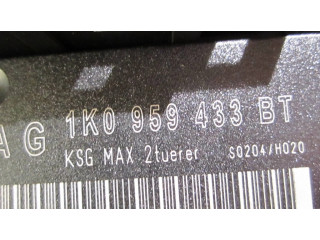 AG 1K0 959 433 BT
KSG MAX 2tuerer S0204/H020